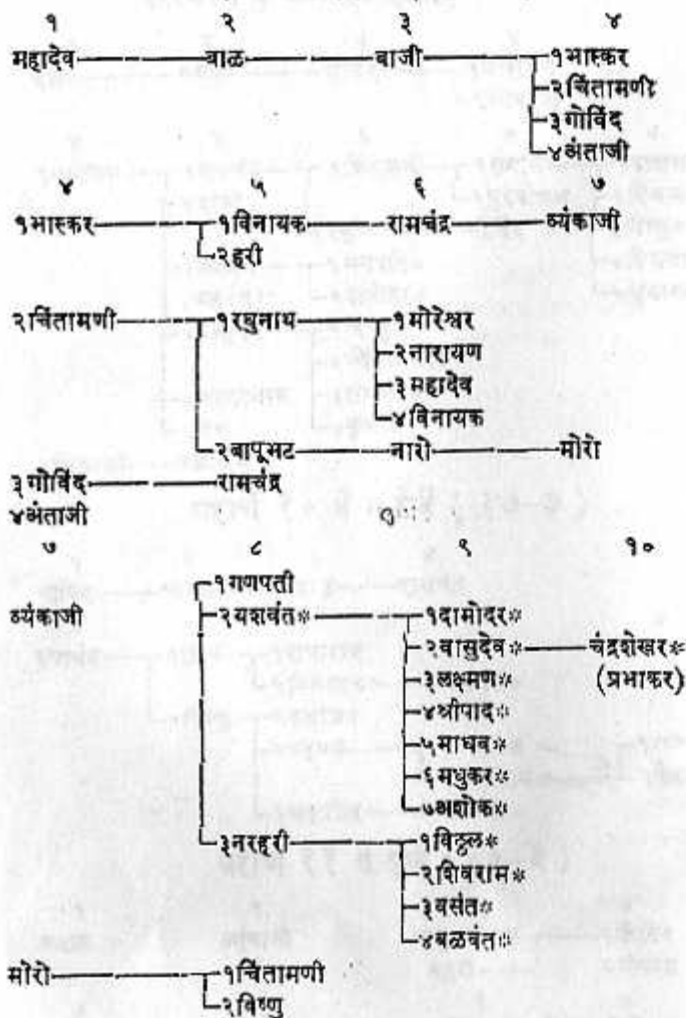 १ २ ३ ४
महादेव बाळ बाजी १भास्कर
२चिंतामणी
३गोविंद
४अंताजी
४ ५ ६ ७
१भास्कर १विनायक रामचंद्र व्यंकाजी
२हरी
२चिंतामणी १रघुनाथ १मोरेश्वर
२नारायण
३महादेव
४विनायक
२बापूभट नारो मोरो
३गोविंद रामचंद्र
४अंताजी
७ ८ ९ १०
१गणपती
व्यंकाजी २यशवंत* १दामोदर*
२वासुदेव* चंद्रशेखर*
३लक्ष्मण* (प्रभाकर)
४श्रीपाद*
५माधव*
६मधुकर*
७अशोक*
३नरहरी १विठ्ठल*
२शिवराम*
३वसंत*
४बळवंत*
मोरो १चिंतामणी
२विष्णु